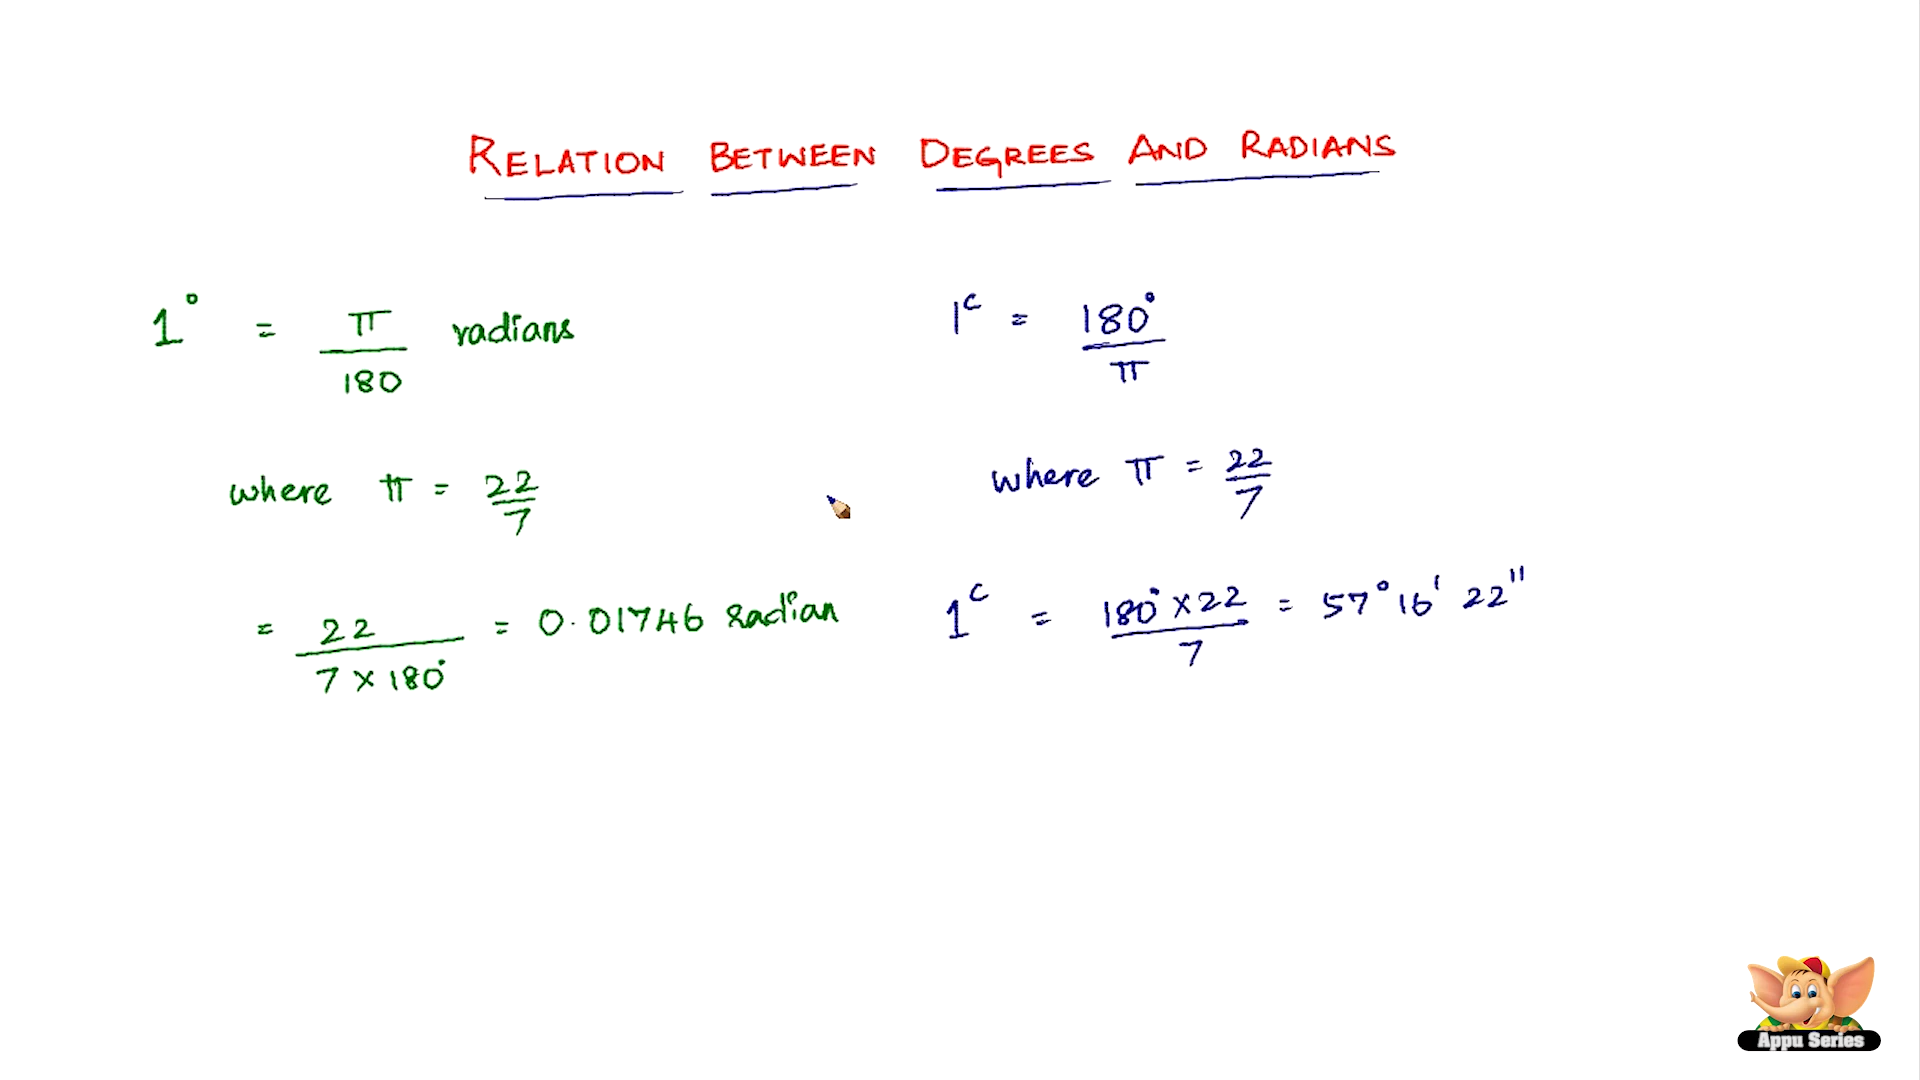 RELATION BETWEEN DEGREES AND RADIANS
1° = π/180 radians
where π = 22/7
= 22/(7 × 180°) = 0.01746 radian
1ᶜ = 180°/π
where π = 22/7
1ᶜ = (180° × 22)/7 = 57° 16' 22"
Appu Series